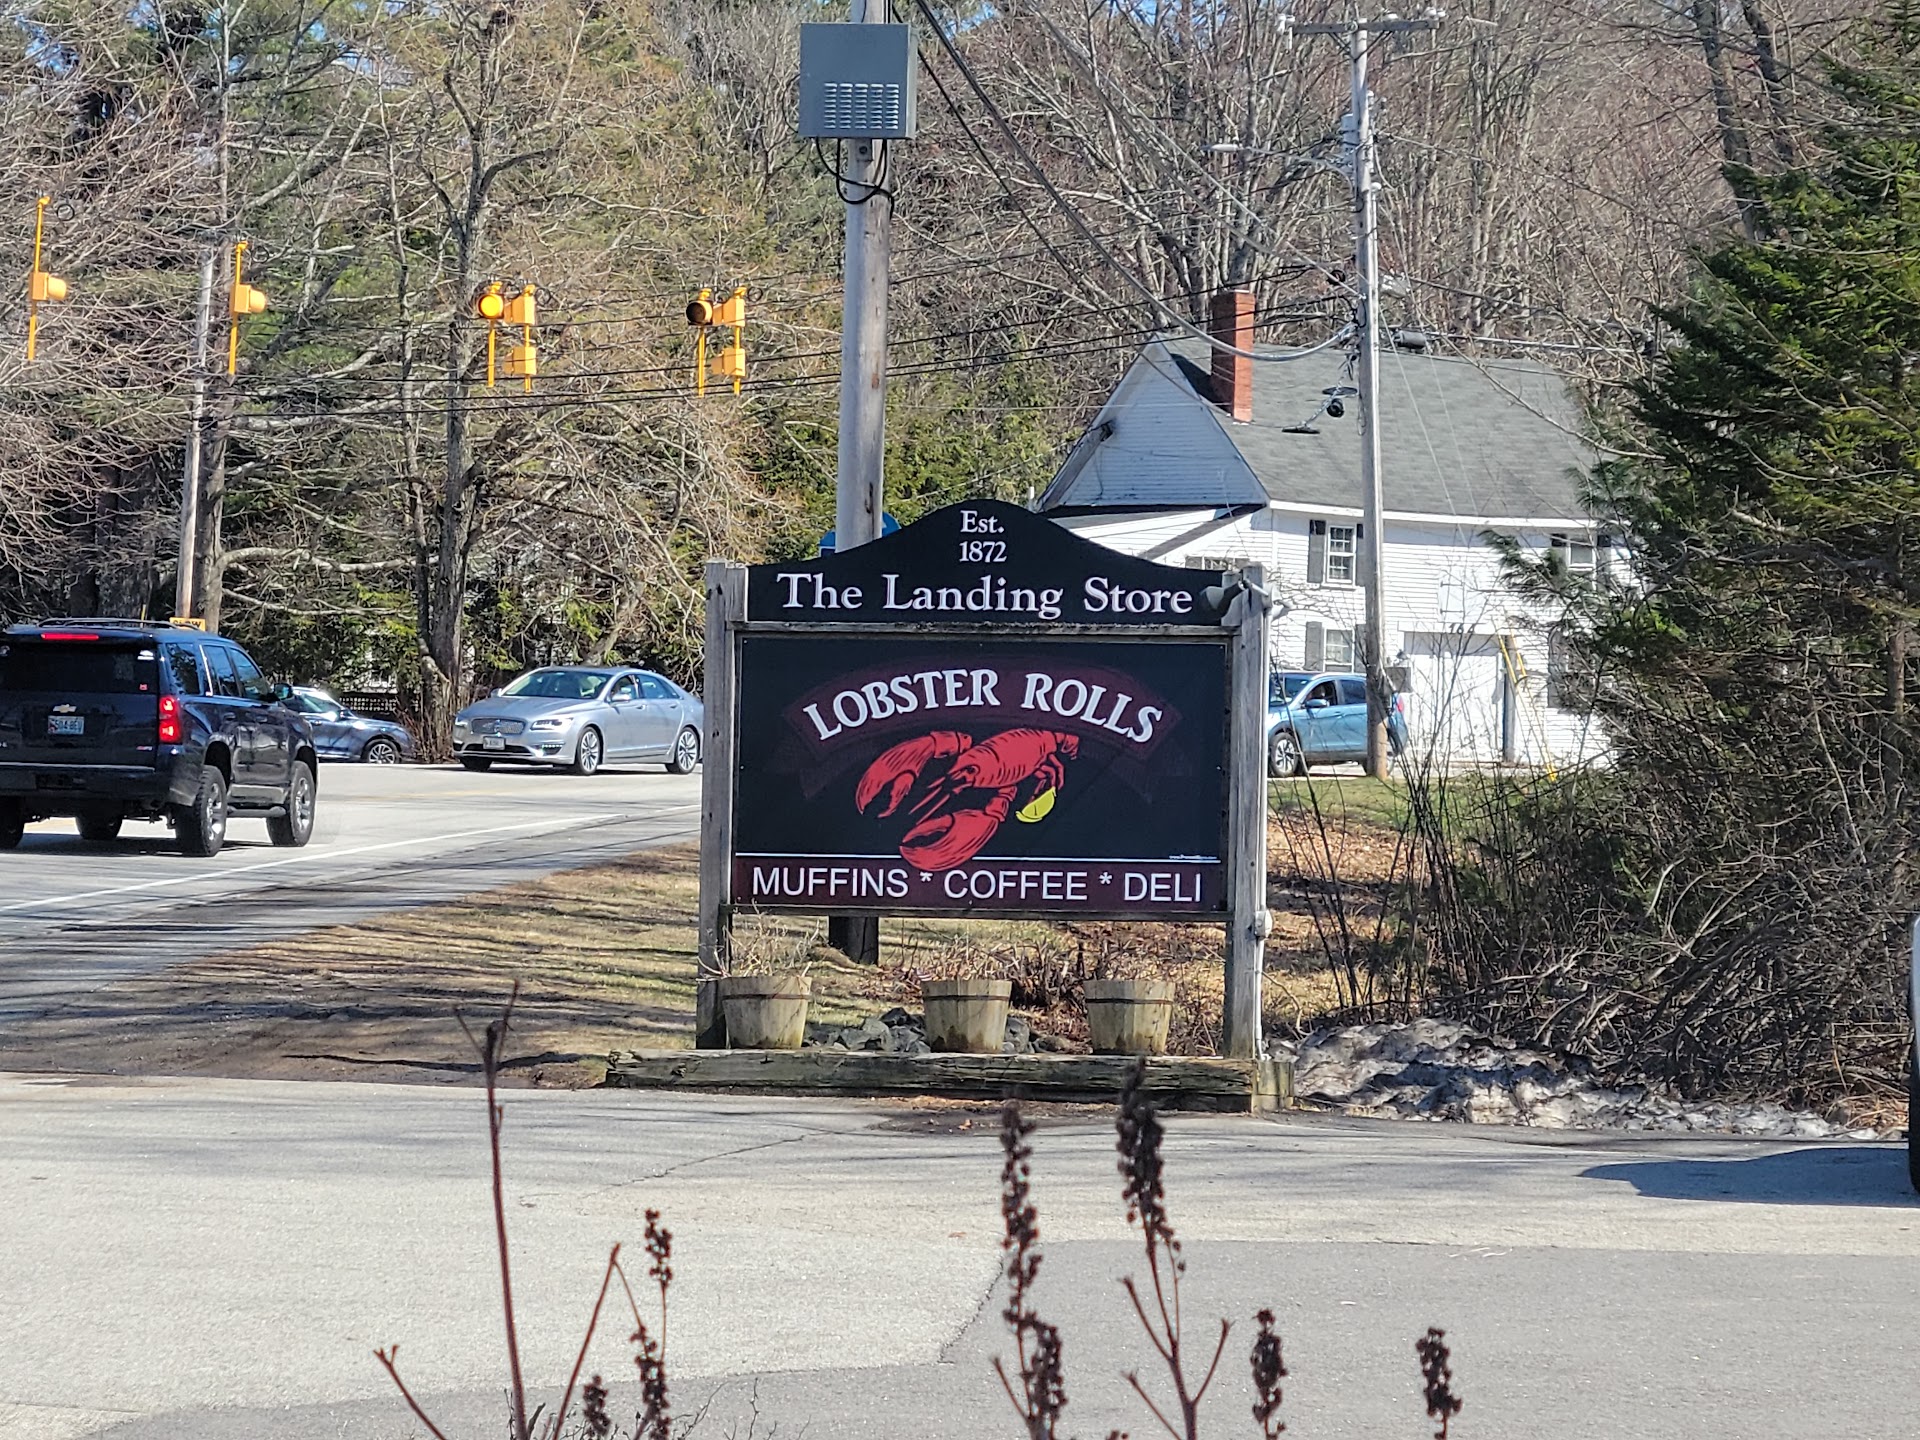 Est.
1872
The Landing Store
LOBSTER ROLLS
MUFFINS * COFFEE * DELI